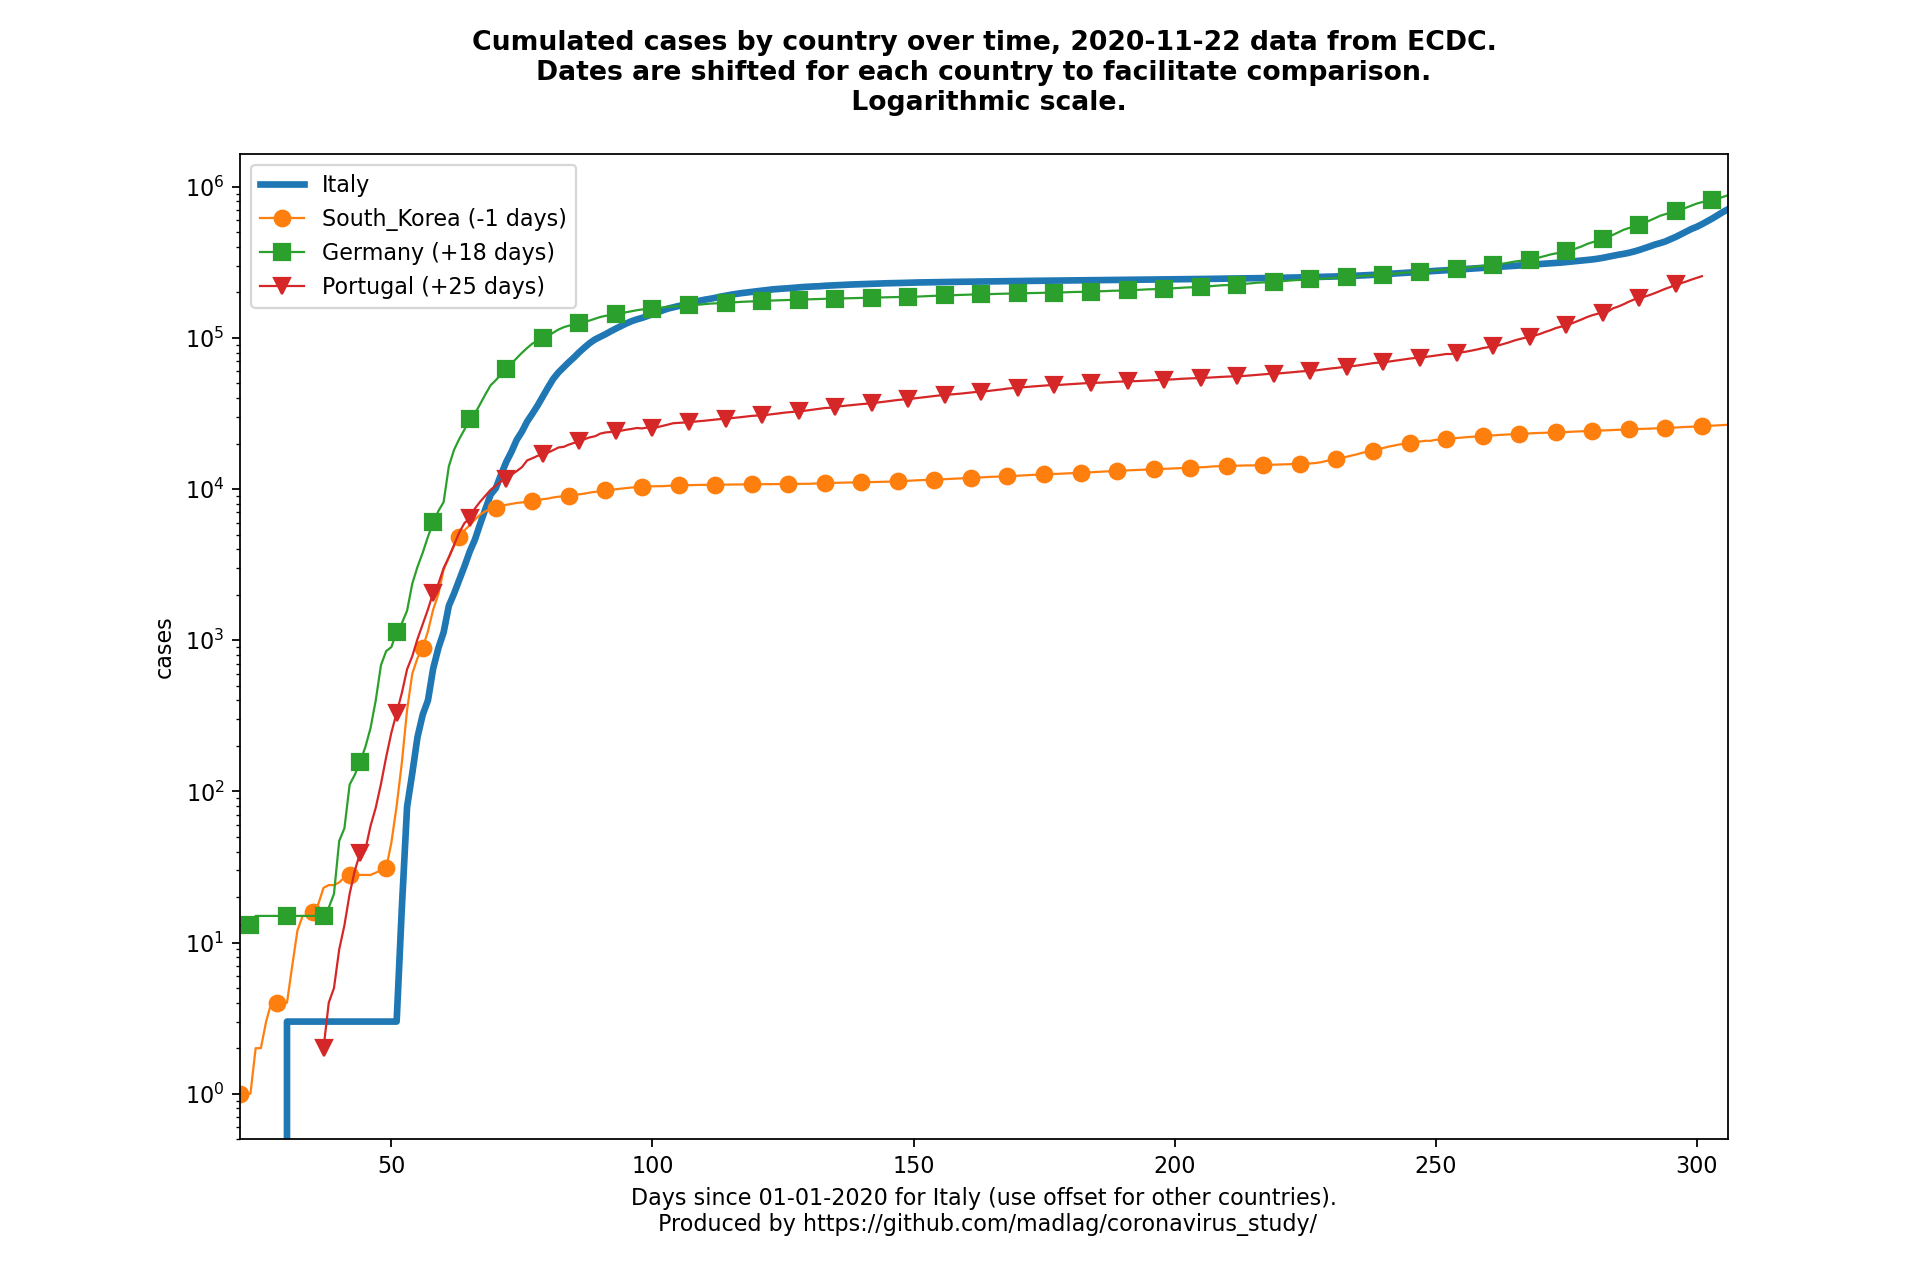 Cumulated cases by country over time, 2020-11-22 data from ECDC.
Dates are shifted for each country to facilitate comparison.
Logarithmic scale.
Italy
South_Korea (-1 days)
Germany (+18 days)
Portugal (+25 days)
10^6
10^5
10^4
10^3
10^2
10^1
10^0
cases
50 100 150 200 250 300
Days since 01-01-2020 for Italy (use offset for other countries).
Produced by https://github.com/madlag/coronavirus_study/